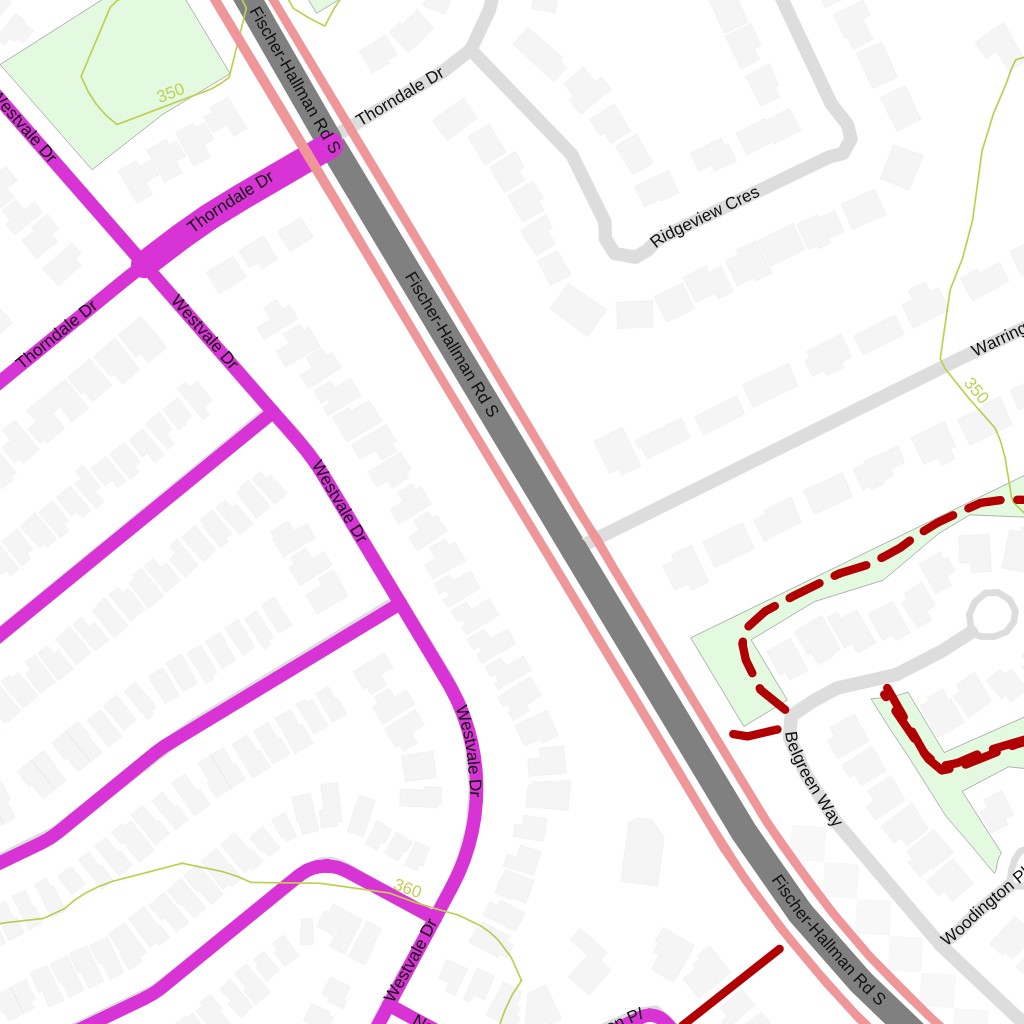 Fischer-Hallman Rd S
Thorndale Dr
350
Westvale Dr
Thorndale Dr
Ridgeview Cres
Thorndale Dr
Westvale Dr
Fischer-Hallman Rd S
350
Westvale Dr
Westvale Dr
Belgreen Way
360
Fischer-Hallman Rd S
Woodington Pl
Westvale Dr